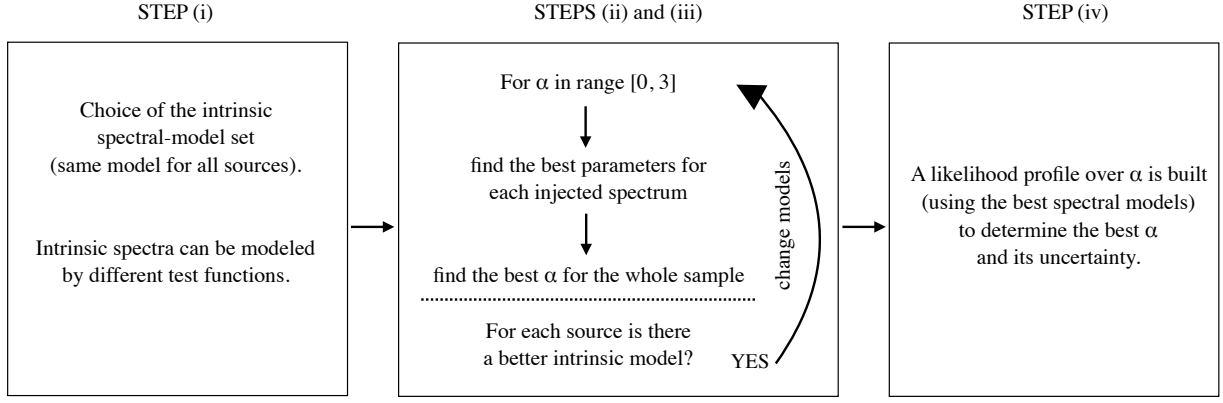 STEP (i)
Choice of the intrinsic
spectral-model set
(same model for all sources).
Intrinsic spectra can be modeled
by different test functions.
STEPS (ii) and (iii)
For α in range [0, 3]
find the best parameters for
each injected spectrum
find the best α for the whole sample
For each source is there
a better intrinsic model?
YES
change models
STEP (iv)
A likelihood profile over α is built
(using the best spectral models)
to determine the best α
and its uncertainty.